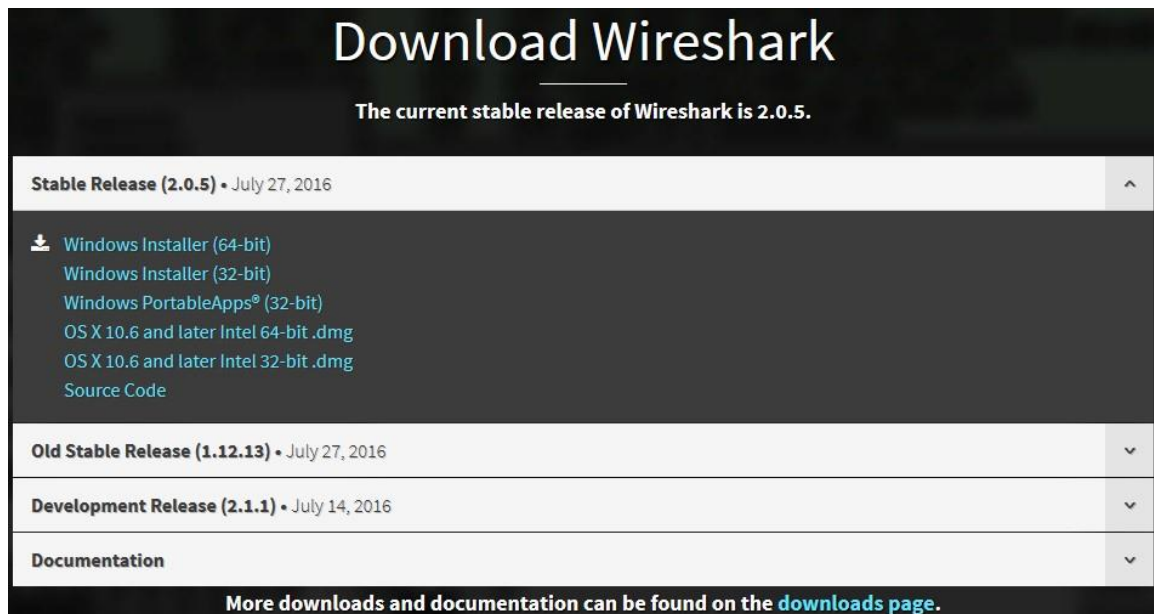 Download Wireshark
The current stable release of Wireshark is 2.0.5.
Stable Release (2.0.5) • July 27, 2016
Windows Installer (64-bit)
Windows Installer (32-bit)
Windows PortableApps® (32-bit)
OS X 10.6 and later Intel 64-bit .dmg
OS X 10.6 and later Intel 32-bit .dmg
Source Code
Old Stable Release (1.12.13) • July 27, 2016
Development Release (2.1.1) • July 14, 2016
Documentation
More downloads and documentation can be found on the downloads page.